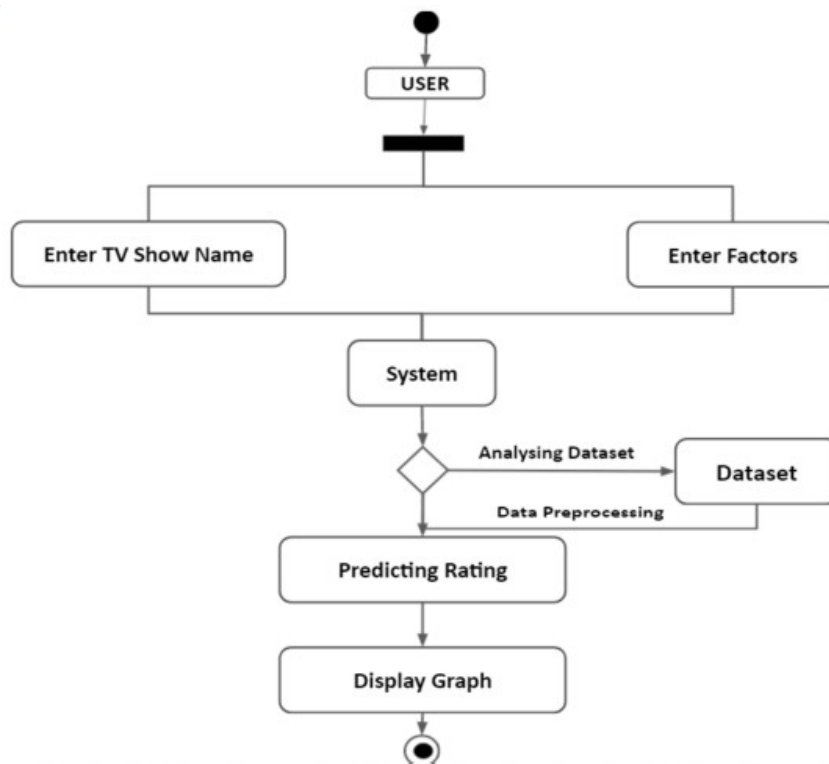 USER
Enter TV Show Name
Enter Factors
System
Analysing Dataset
Dataset
Data Preprocessing
Predicting Rating
Display Graph